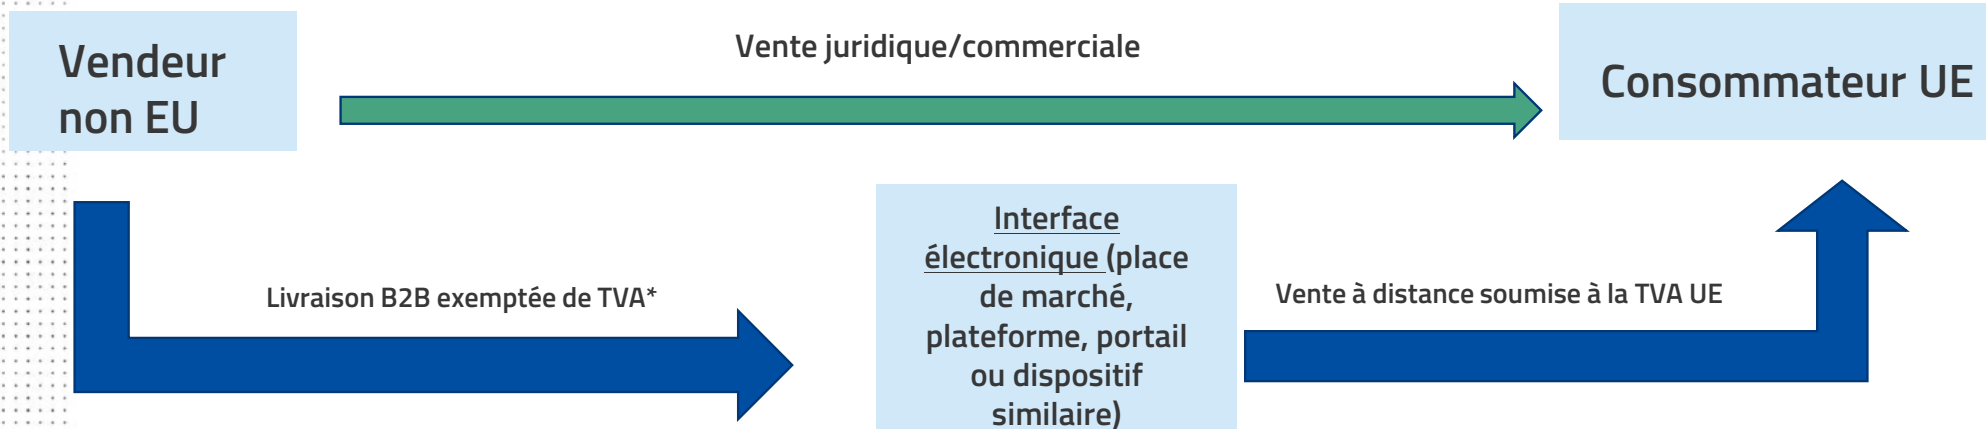 Vendeur
non EU
Vente juridique/commerciale
Consommateur UE
Livraison B2B exemptée de TVA*
Interface
électronique (place
de marché,
plateforme, portail
ou dispositif
similaire)
Vente à distance soumise à la TVA UE